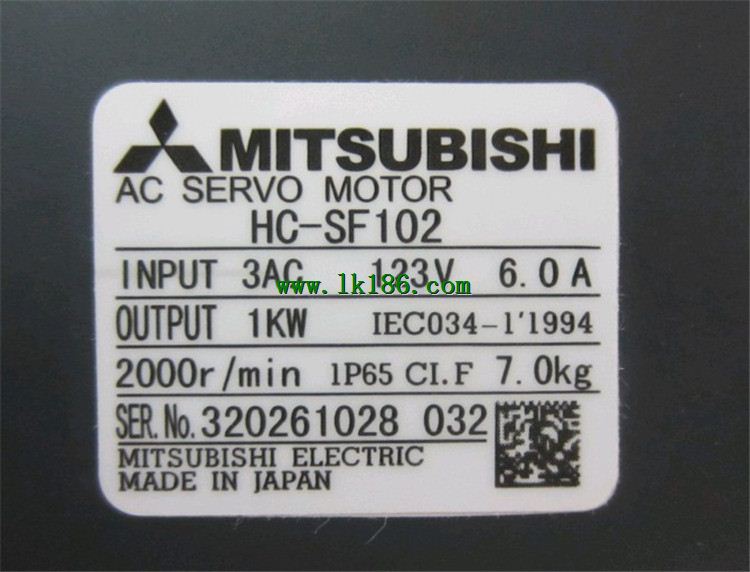 MITSUBISHI
AC SERVO MOTOR
HC-SF102
INPUT 3AC 123V 6.0A
www.lk186.com
OUTPUT 1KW IEC034-1'1994
2000r/min 1P65 CI.F 7.0kg
SER.No.320261028 032
MITSUBISHI ELECTRIC
MADE IN JAPAN